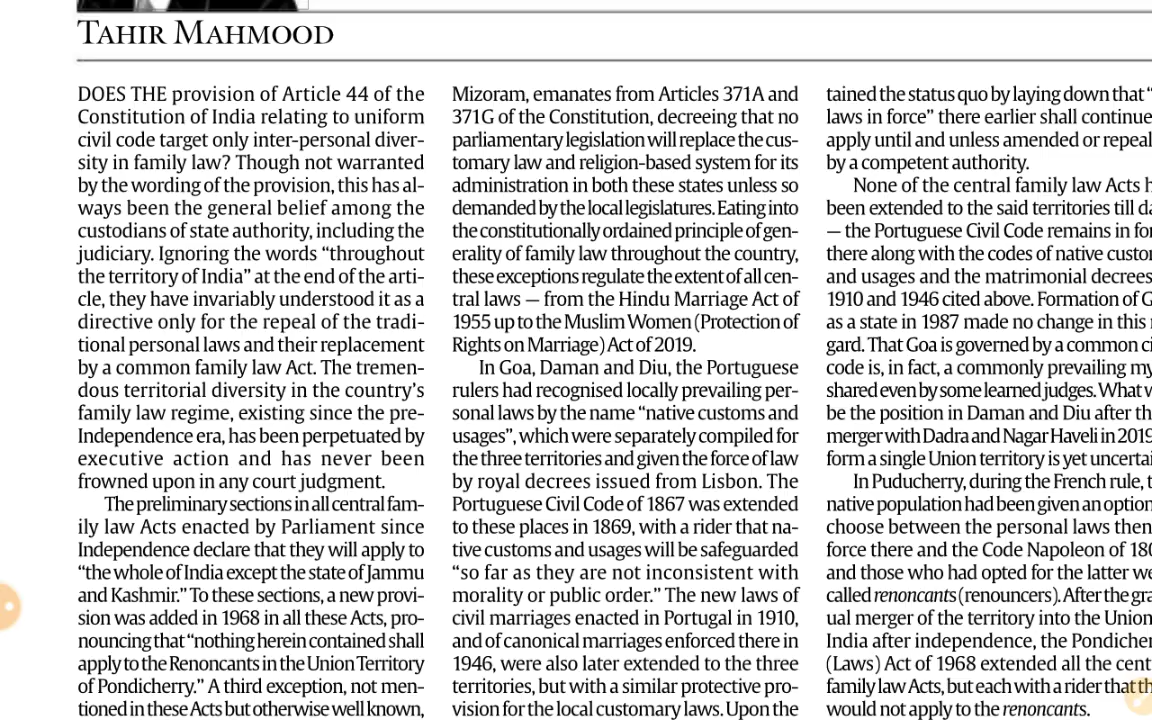 TAHIR MAHMOOD
DOES THE provision of Article 44 of the
Constitution of India relating to uniform
civil code target only inter-personal diver-
sity in family law? Though not warranted
by the wording of the provision, this has al-
ways been the general belief among the
custodians of state authority, including the
judiciary. Ignoring the words “throughout
the territory of India” at the end of the arti-
cle, they have invariably understood it as a
directive only for the repeal of the tradi-
tional personal laws and their replacement
by a common family law Act. The tremen-
dous territorial diversity in the country’s
family law regime, existing since the pre-
Independence era, has been perpetuated by
executive action and has never been
frowned upon in any court judgment.
The preliminary sections in all central fam-
ily law Acts enacted by Parliament since
Independence declare that they will apply to
“the whole of India except the state of Jammu
and Kashmir.” To these sections, a new provi-
sion was added in 1968 in all these Acts, pro-
nouncing that “nothing herein contained shall
apply to the Renoncants in the Union Territory
of Pondicherry.” A third exception, not men-
tioned in these Acts but otherwise well known,
Mizoram, emanates from Articles 371A and
371G of the Constitution, decreeing that no
parliamentary legislation will replace the cus-
tomary law and religion-based system for its
administration in both these states unless so
demanded by the local legislatures. Eating into
the constitutionally ordained principle of gen-
erality of family law throughout the country,
these exceptions regulate the extent of all cen-
tral laws — from the Hindu Marriage Act of
1955 up to the Muslim Women (Protection of
Rights on Marriage) Act of 2019.
In Goa, Daman and Diu, the Portuguese
rulers had recognised locally prevailing per-
sonal laws by the name “native customs and
usages”, which were separately compiled for
the three territories and given the force of law
by royal decrees issued from Lisbon. The
Portuguese Civil Code of 1867 was extended
to these places in 1869, with a rider that na-
tive customs and usages will be safeguarded
“so far as they are not inconsistent with
morality or public order.” The new laws of
civil marriages enacted in Portugal in 1910,
and of canonical marriages enforced there in
1946, were also later extended to the three
territories, but with a similar protective pro-
vision for the local customary laws. Upon the
tained the status quo by laying down that “
laws in force” there earlier shall continue
apply until and unless amended or repeal
by a competent authority.
None of the central family law Acts h
been extended to the said territories till da
— the Portuguese Civil Code remains in for
there along with the codes of native custom
and usages and the matrimonial decrees
1910 and 1946 cited above. Formation of G
as a state in 1987 made no change in this r
gard. That Goa is governed by a common ci
code is, in fact, a commonly prevailing my
shared even by some learned judges. What w
be the position in Daman and Diu after th
merger with Dadra and Nagar Haveli in 2019
form a single Union territory is yet uncertai
In Puducherry, during the French rule, t
native population had been given an option
choose between the personal laws then
force there and the Code Napoleon of 180
and those who had opted for the latter we
called renoncants (renouncers). After the gra
ual merger of the territory into the Union
India after independence, the Pondicher
(Laws) Act of 1968 extended all the cent
family law Acts, but each with a rider that th
would not apply to the renoncants.